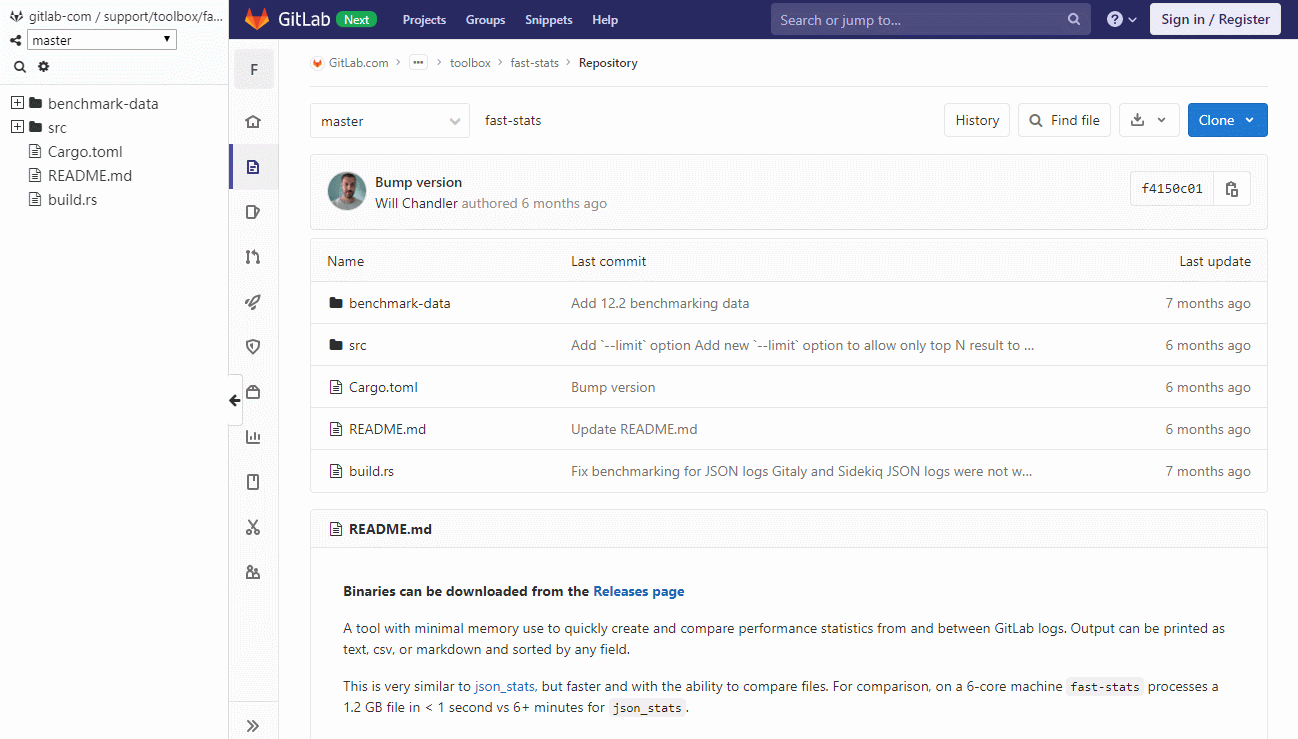 gitlab-com / support/toolbox/fa...
master
benchmark-data
src
Cargo.toml
README.md
build.rs
GitLab Next Projects Groups Snippets Help Search or jump to... Sign in / Register
F
GitLab.com > ... > toolbox > fast-stats > Repository
master fast-stats History Find file Clone
Bump version
Will Chandler authored 6 months ago
f4150c01
Name Last commit Last update
benchmark-data Add 12.2 benchmarking data 7 months ago
src Add `--limit` option Add new `--limit` option to allow only top N result to ... 6 months ago
Cargo.toml Bump version 6 months ago
README.md Update README.md 6 months ago
build.rs Fix benchmarking for JSON logs Gitaly and Sidekiq JSON logs were not w... 7 months ago
README.md
Binaries can be downloaded from the Releases page
A tool with minimal memory use to quickly create and compare performance statistics from and between GitLab logs. Output can be printed as
text, csv, or markdown and sorted by any field.
This is very similar to json_stats, but faster and with the ability to compare files. For comparison, on a 6-core machine fast-stats processes a
1.2 GB file in < 1 second vs 6+ minutes for json_stats.